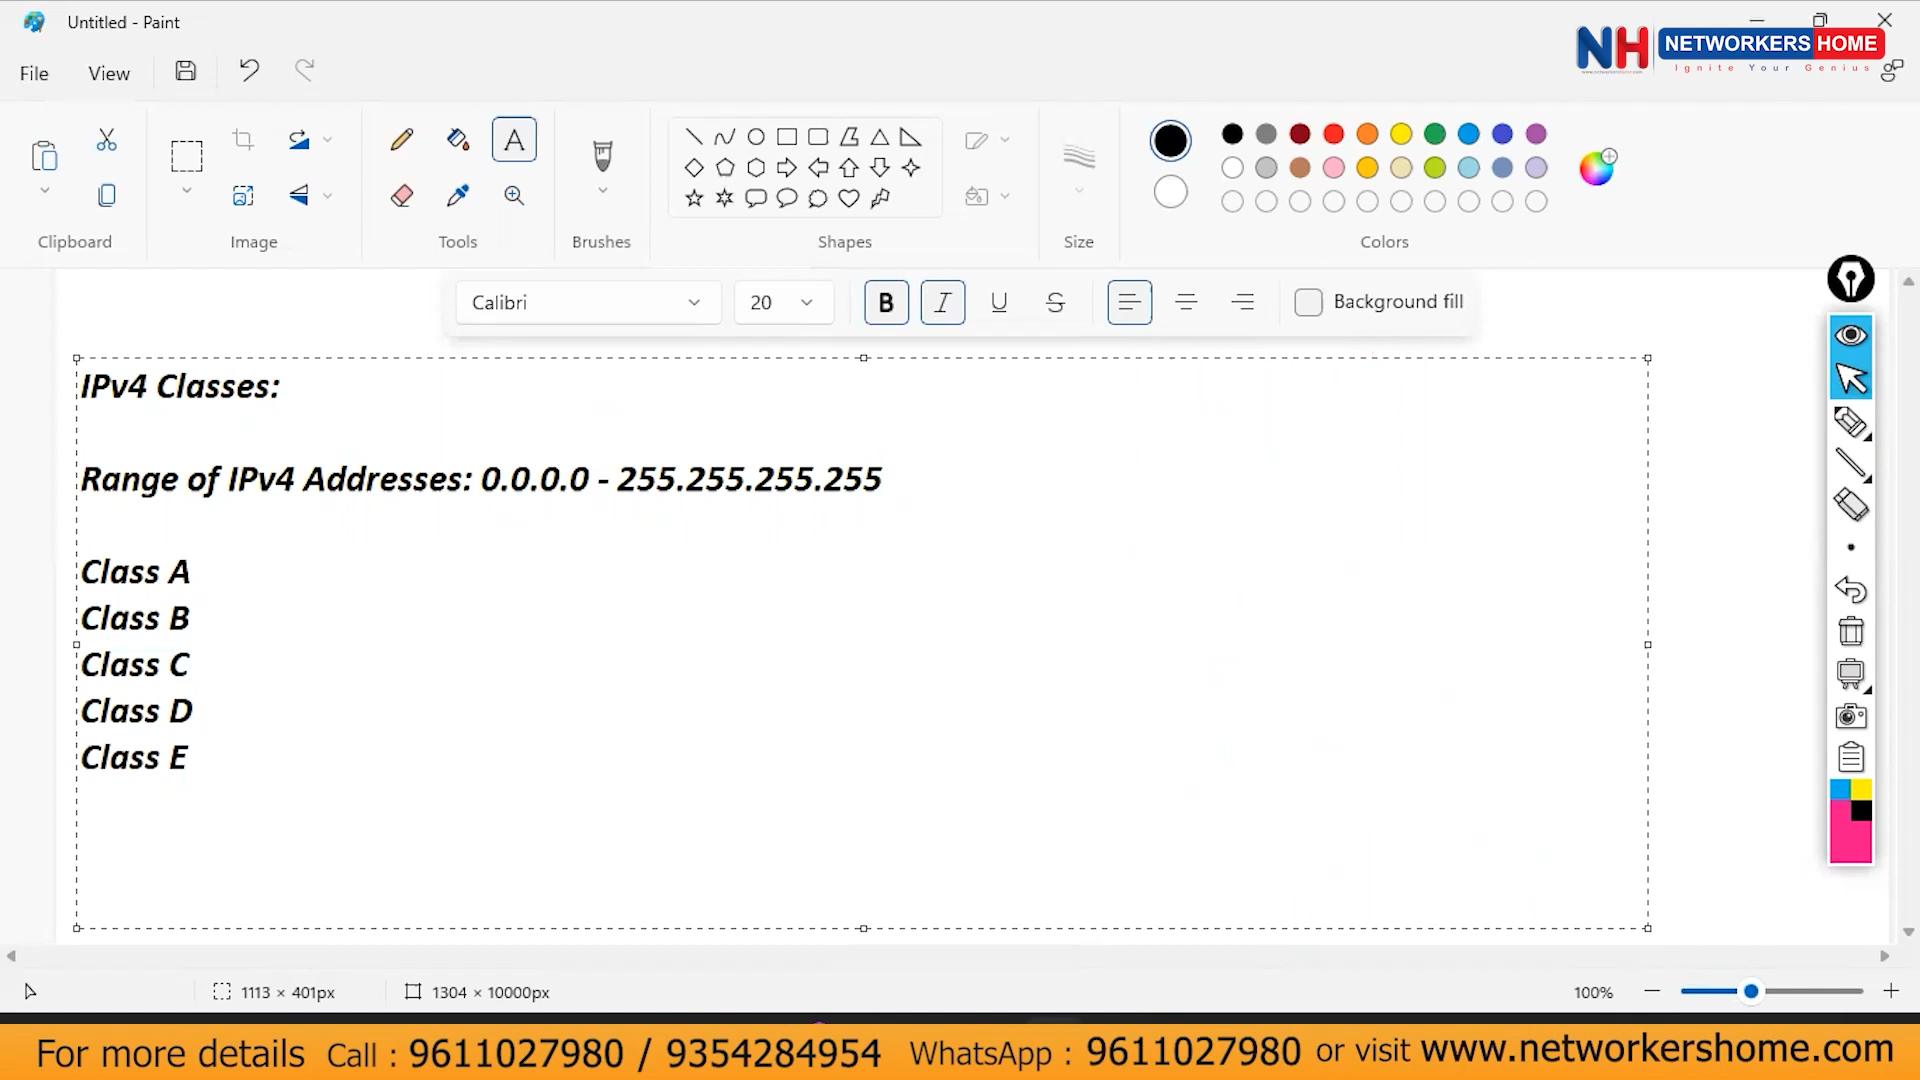 Untitled - Paint
NH NETWORKERS HOME
Ignite Your Genius
File View
A
Clipboard Image Tools Brushes Shapes Size Colors
Calibri 20 B I U S Background fill
IPv4 Classes:
Range of IPv4 Addresses: 0.0.0.0 - 255.255.255.255
Class A
Class B
Class C
Class D
Class E
1113 × 401px 1304 × 10000px 100%
For more details Call : 9611027980 / 9354284954 WhatsApp : 9611027980 or visit www.networkershome.com